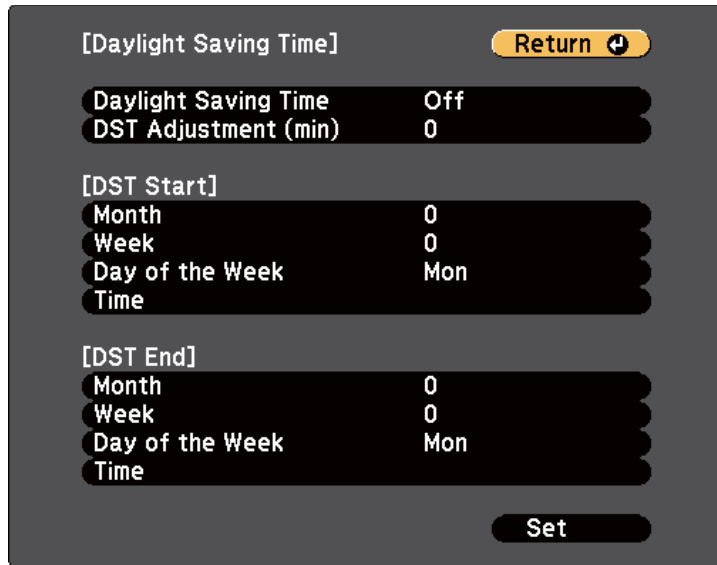 [Daylight Saving Time] Return
Daylight Saving Time Off
DST Adjustment (min) 0
[DST Start]
Month 0
Week 0
Day of the Week Mon
Time
[DST End]
Month 0
Week 0
Day of the Week Mon
Time
Set